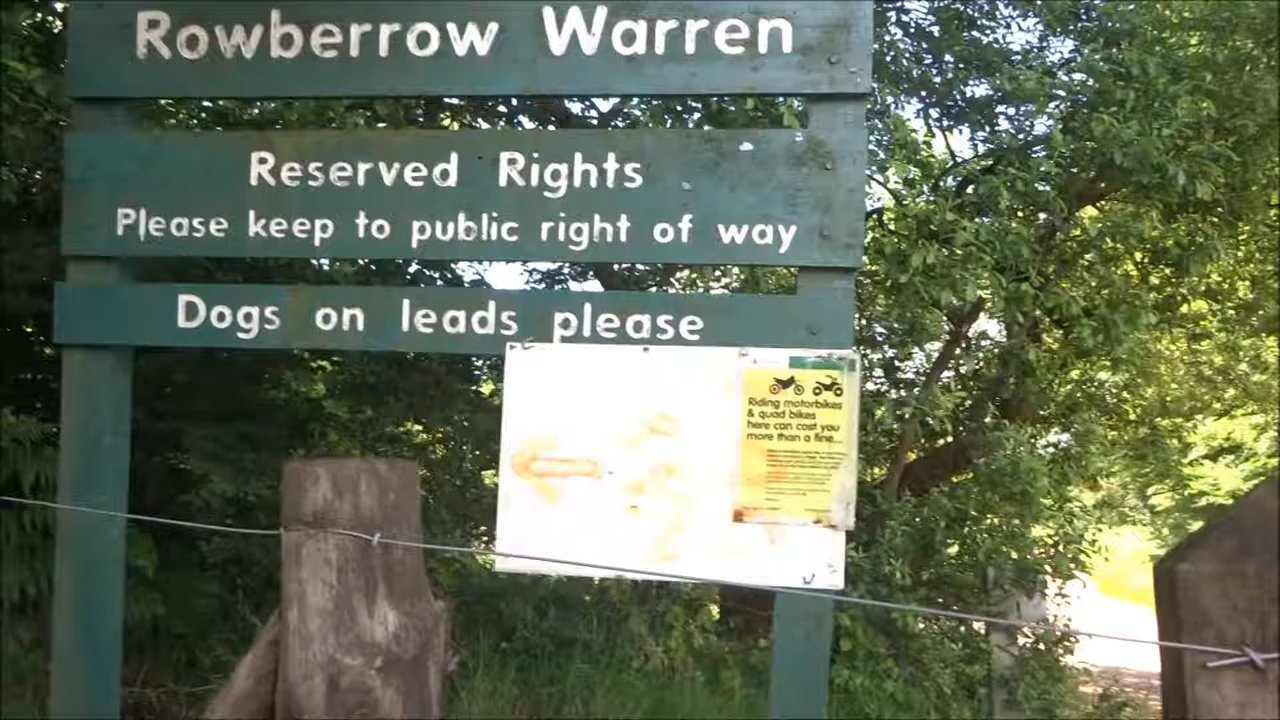 Rowberrow Warren
Reserved Rights
Please keep to public right of way
Dogs on leads please
Riding motorbikes
& quad bikes
here can cost you
more than a fine...